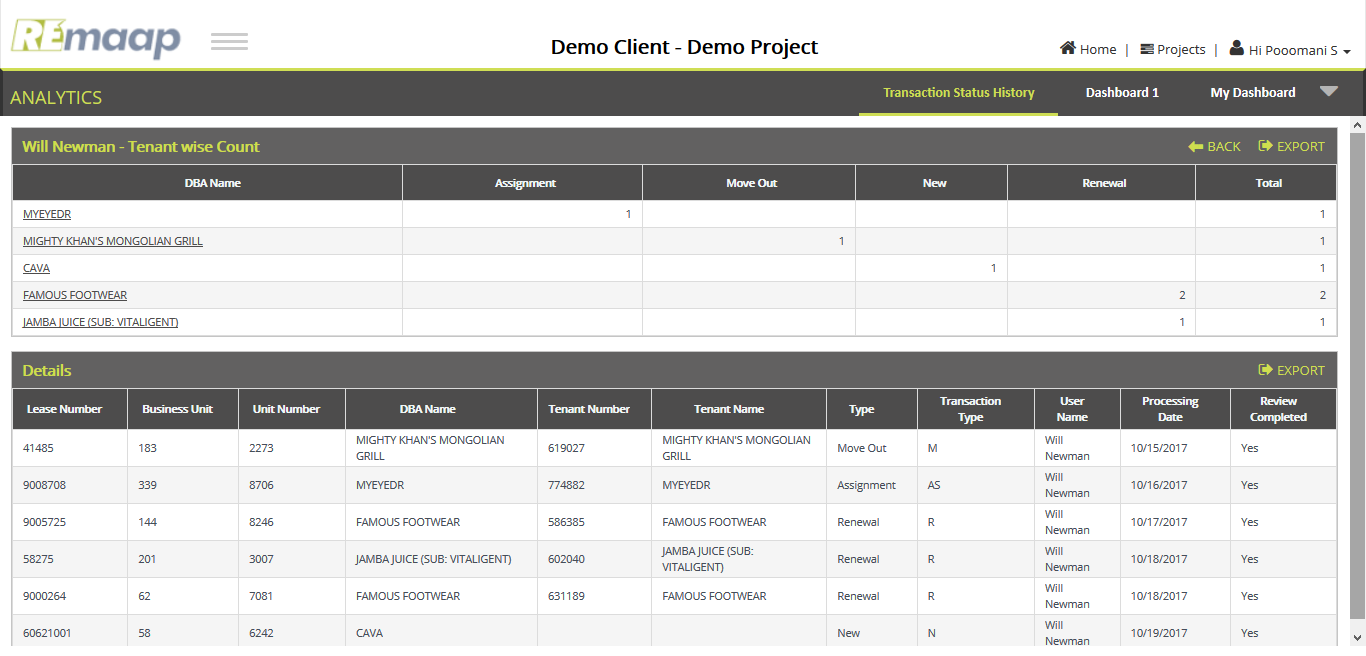 REmaap
Demo Client - Demo Project
Home | Projects | Hi Pooomani S
ANALYTICS
Transaction Status History Dashboard 1 My Dashboard
Will Newman - Tenant wise Count BACK EXPORT
DBA Name Assignment Move Out New Renewal Total
MYEYEDR 1 1
MIGHTY KHAN'S MONGOLIAN GRILL 1 1
CAVA 1 1
FAMOUS FOOTWEAR 2 2
JAMBA JUICE (SUB: VITALIGENT) 1 1
Details EXPORT
Lease Number Business Unit Unit Number DBA Name Tenant Number Tenant Name Type Transaction Type User Name Processing Date Review Completed
41485 183 2273 MIGHTY KHAN'S MONGOLIAN GRILL 619027 MIGHTY KHAN'S MONGOLIAN GRILL Move Out M Will Newman 10/15/2017 Yes
9008708 339 8706 MYEYEDR 774882 MYEYEDR Assignment AS Will Newman 10/16/2017 Yes
9005725 144 8246 FAMOUS FOOTWEAR 586385 FAMOUS FOOTWEAR Renewal R Will Newman 10/17/2017 Yes
58275 201 3007 JAMBA JUICE (SUB: VITALIGENT) 602040 JAMBA JUICE (SUB: VITALIGENT) Renewal R Will Newman 10/18/2017 Yes
9000264 62 7081 FAMOUS FOOTWEAR 631189 FAMOUS FOOTWEAR Renewal R Will Newman 10/18/2017 Yes
60621001 58 6242 CAVA New N Will Newman 10/19/2017 Yes